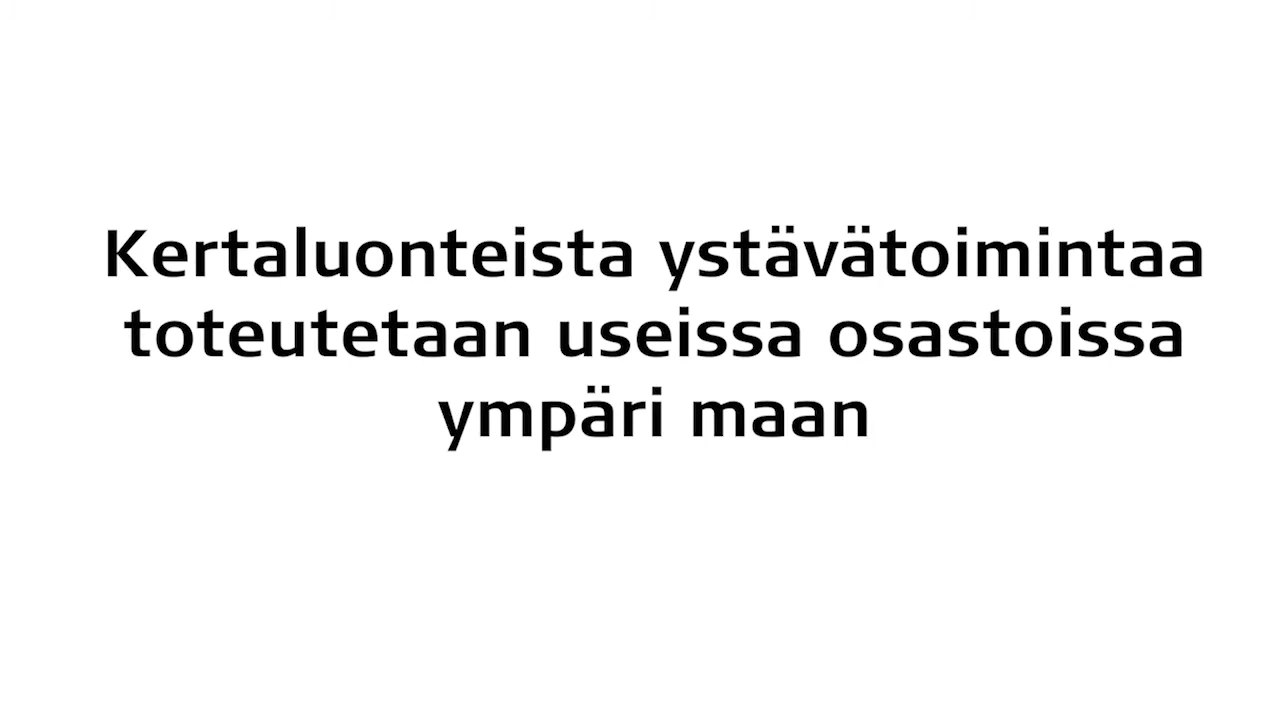 Kertaluonteista ystävätoimintaa
toteutetaan useissa osastoissa
ympäri maan